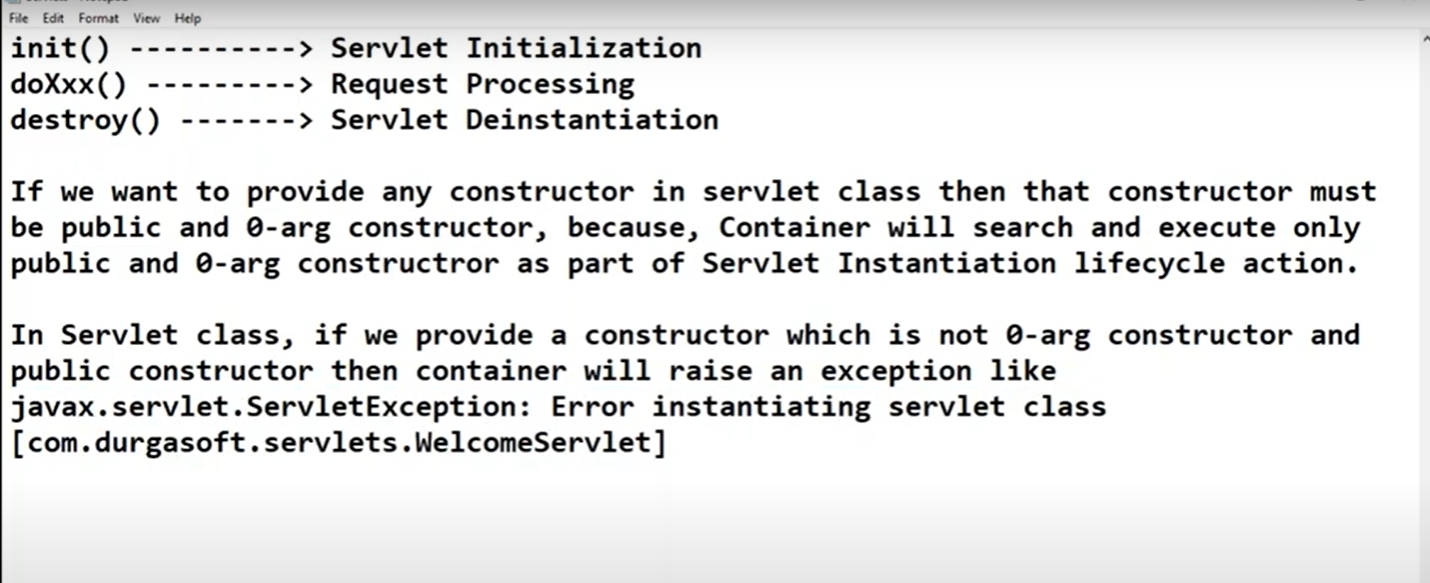 File Edit Format View Help
init() ----------> Servlet Initialization
doXxx() ---------> Request Processing
destroy() -------> Servlet Deinstantiation
If we want to provide any constructor in servlet class then that constructor must
be public and 0-arg constructor, because, Container will search and execute only
public and 0-arg constructror as part of Servlet Instantiation lifecycle action.
In Servlet class, if we provide a constructor which is not 0-arg constructor and
public constructor then container will raise an exception like
javax.servlet.ServletException: Error instantiating servlet class
[com.durgasoft.servlets.WelcomeServlet]